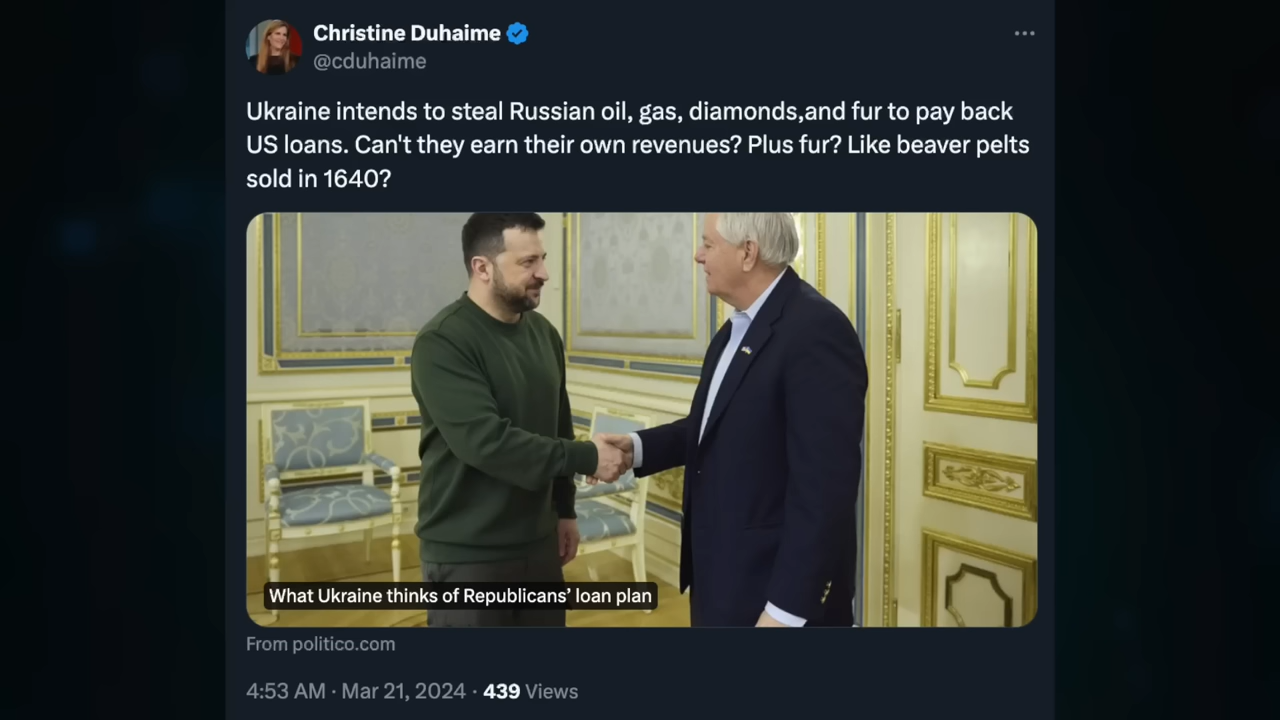 Christine Duhaime
@cduhaime
Ukraine intends to steal Russian oil, gas, diamonds,and fur to pay back
US loans. Can't they earn their own revenues? Plus fur? Like beaver pelts
sold in 1640?
What Ukraine thinks of Republicans’ loan plan
From politico.com
4:53 AM · Mar 21, 2024 · 439 Views